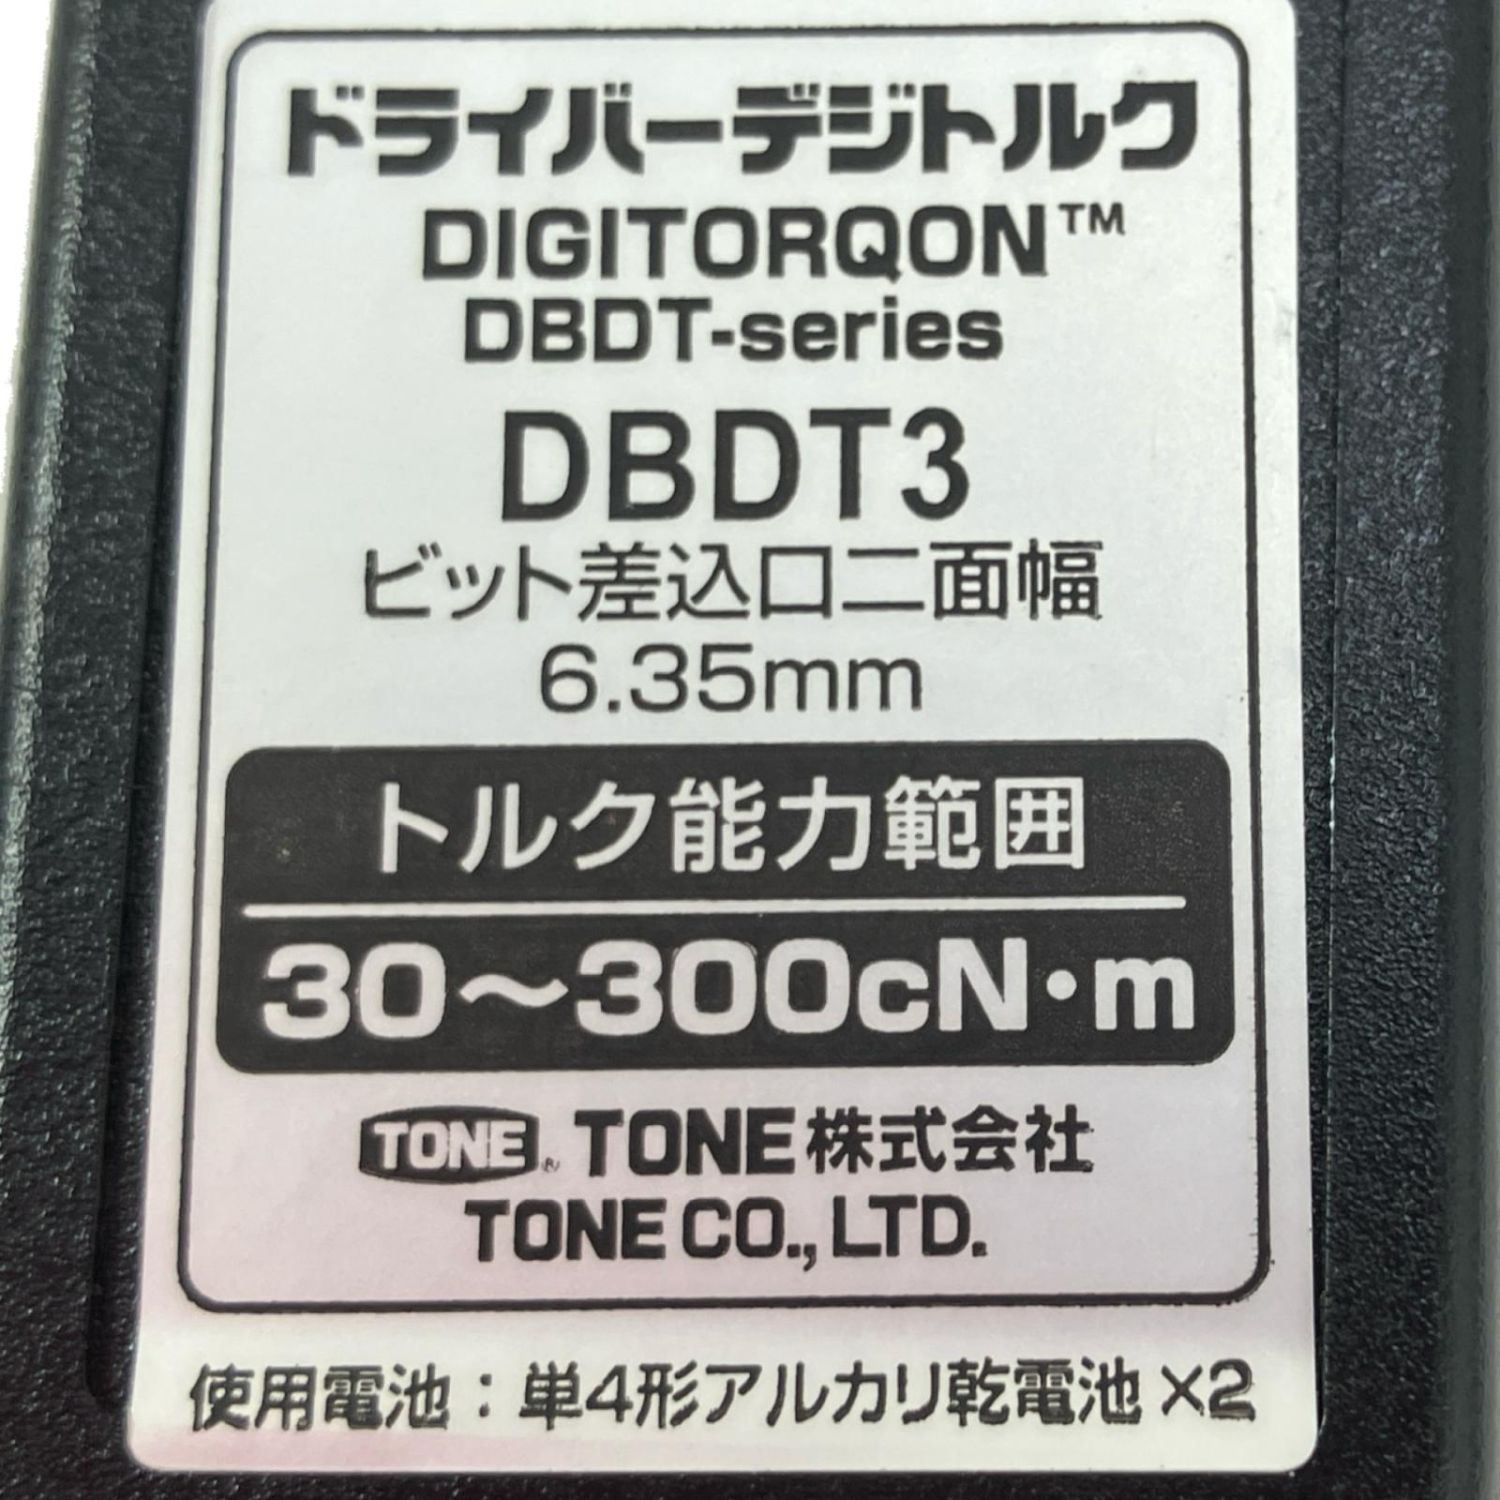 ドライバーデジトルク
DIGITORQON™
DBDT-series
DBDT3
ビット差込口二面幅
6.35mm
トルク能力範囲
30～300cN・m
TONE® TONE株式会社
TONE CO., LTD.
使用電池：単4形アルカリ乾電池×2